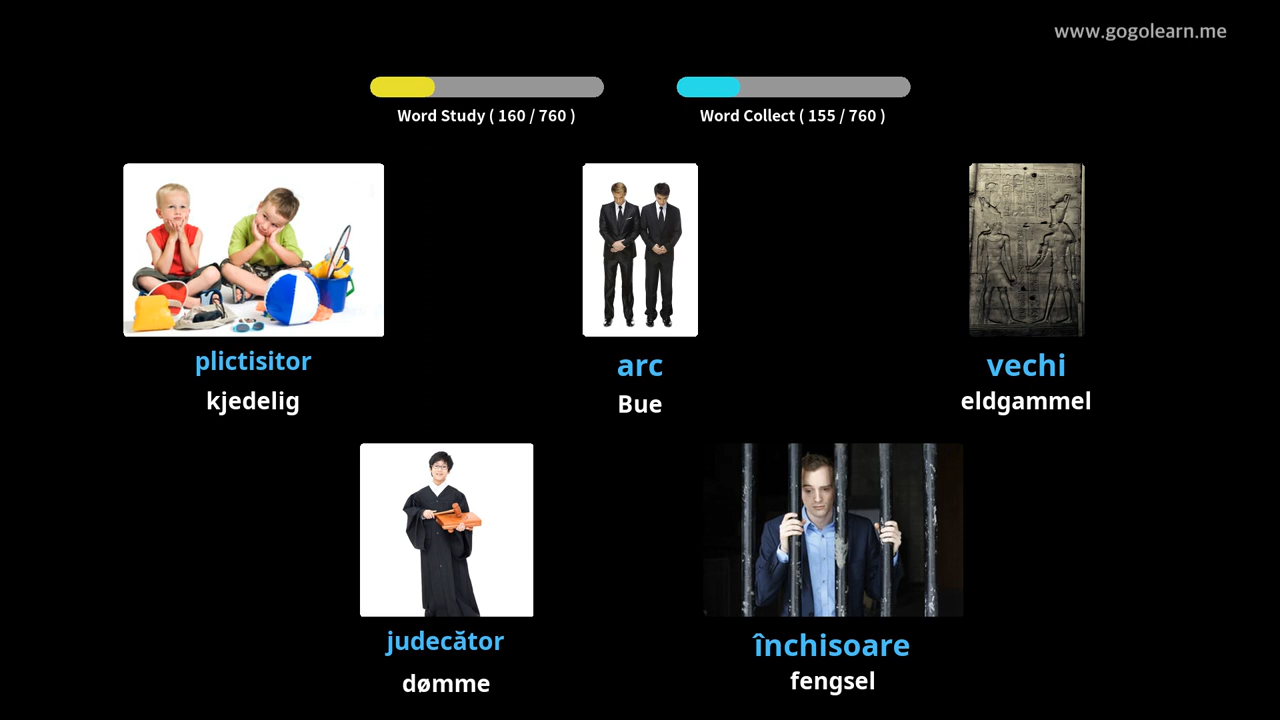 www.gogolearn.me
Word Study ( 160 / 760 )
Word Collect ( 155 / 760 )
plictisitor
kjedelig
arc
Bue
vechi
eldgammel
judecător
dømme
închisoare
fengsel